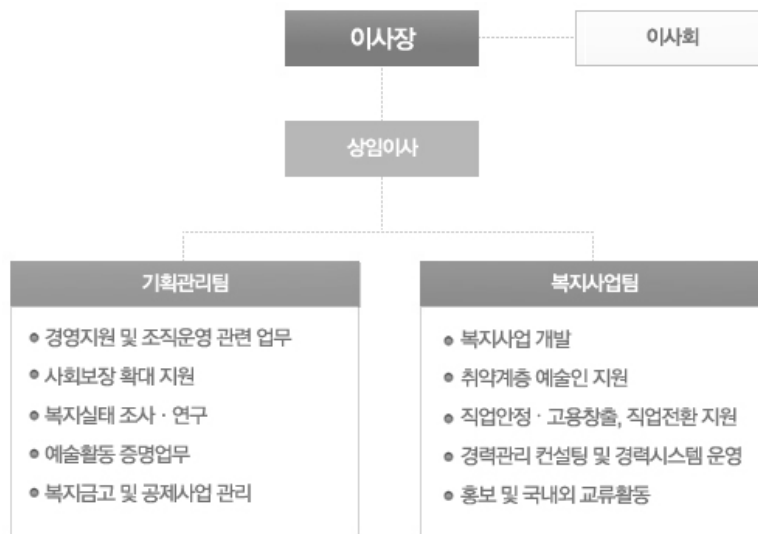 이사장
이사회
상임이사
기획관리팀
● 경영지원 및 조직운영 관련 업무
● 사회보장 확대 지원
● 복지실태 조사 · 연구
● 예술활동 증명업무
● 복지금고 및 공제사업 관리
복지사업팀
● 복지사업 개발
● 취약계층 예술인 지원
● 직업안정 · 고용창출, 직업전환 지원
● 경력관리 컨설팅 및 경력시스템 운영
● 홍보 및 국내외 교류활동